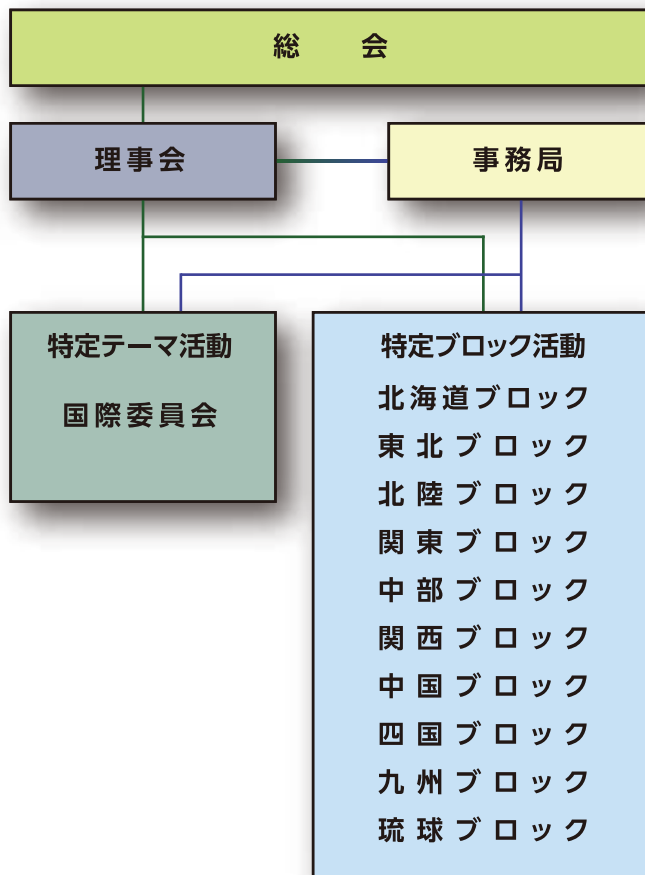 総　会
理事会
事務局
特定テーマ活動
国際委員会
特定ブロック活動
北海道ブロック
東北ブロック
北陸ブロック
関東ブロック
中部ブロック
関西ブロック
中国ブロック
四国ブロック
九州ブロック
琉球ブロック